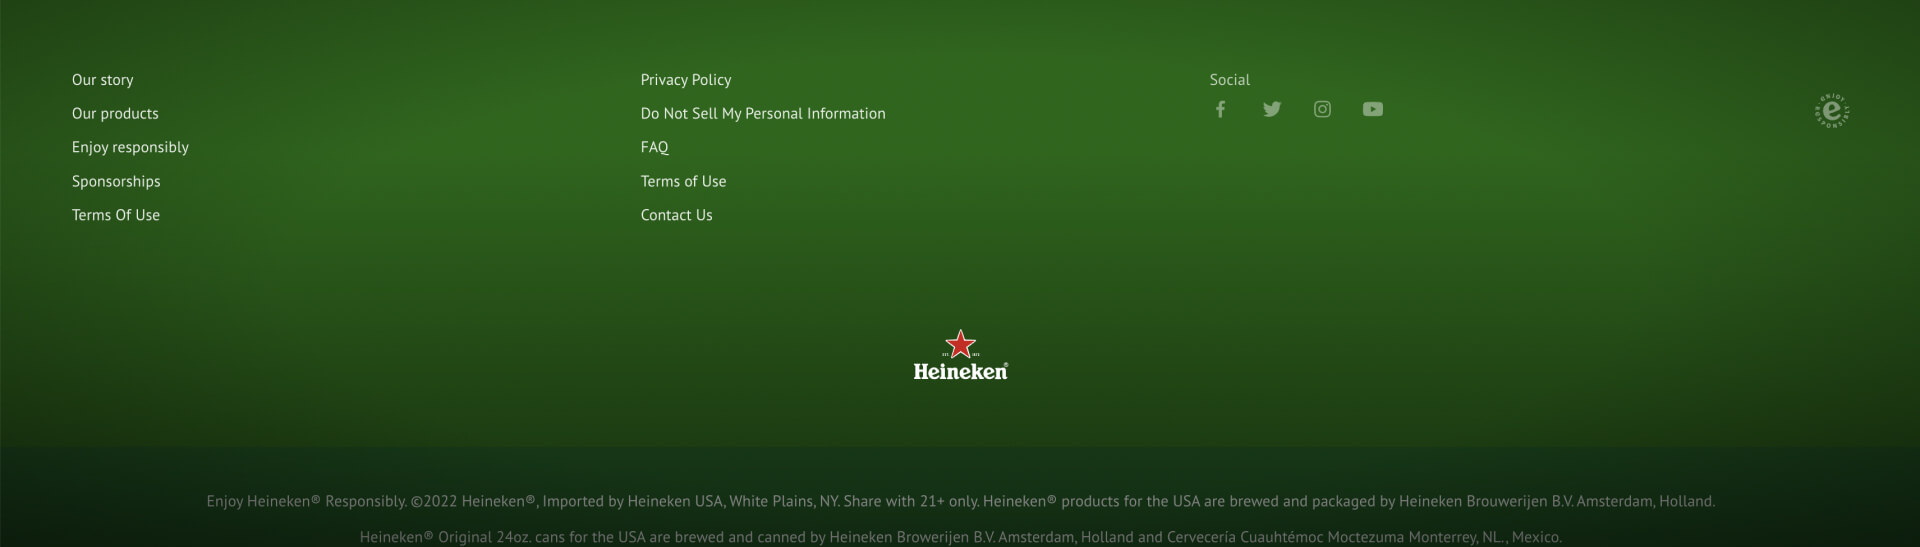 Our story
Our products
Enjoy responsibly
Sponsorships
Terms Of Use
Privacy Policy
Do Not Sell My Personal Information
FAQ
Terms of Use
Contact Us
Social
ENJOY RESPONSIBLY
e
Heineken®
Enjoy Heineken® Responsibly. ©2022 Heineken®, Imported by Heineken USA, White Plains, NY. Share with 21+ only. Heineken® products for the USA are brewed and packaged by Heineken Brouwerijen B.V. Amsterdam, Holland.
Heineken® Original 24oz. cans for the USA are brewed and canned by Heineken Browerijen B.V. Amsterdam, Holland and Cervecería Cuauhtémoc Moctezuma Monterrey, NL., Mexico.